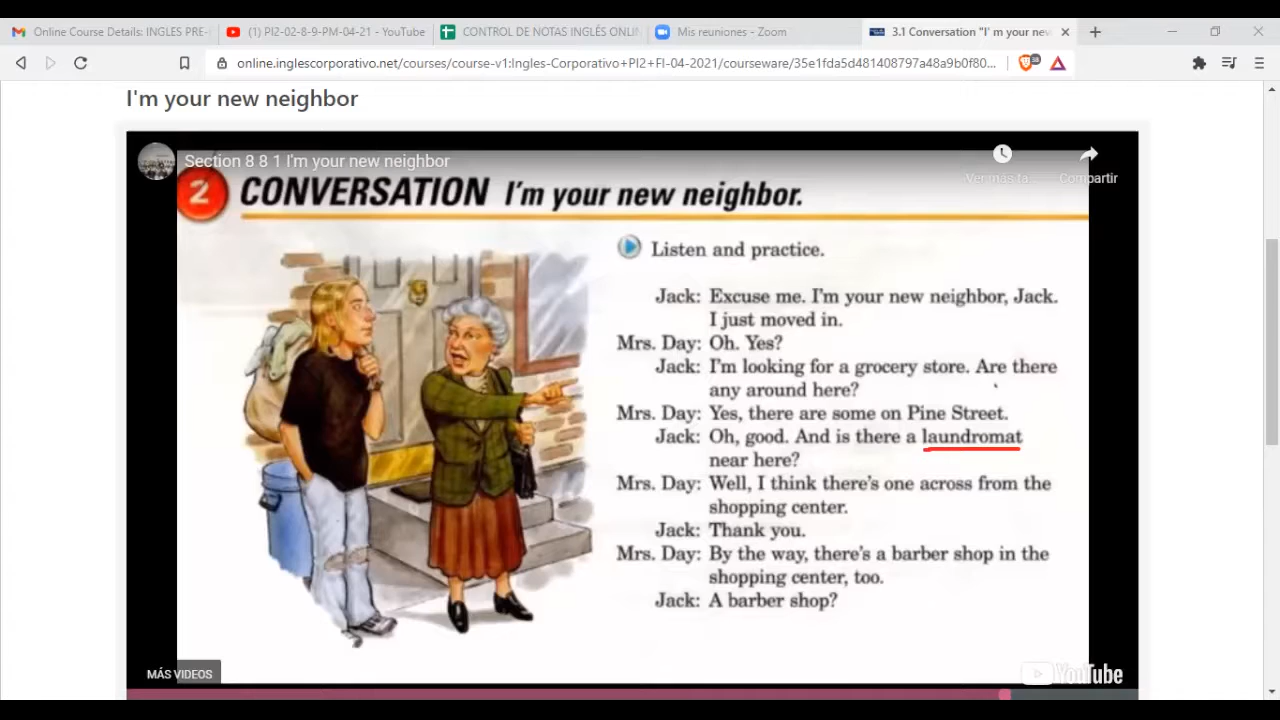 Online Course Details: INGLES PRE-
(1) PI2-02-8-9-PM-04-21 - YouTube
CONTROL DE NOTAS INGLÉS ONLIN
Mis reuniones - Zoom
3.1 Conversation "I' m your new
online.inglescorporativo.net/courses/course-v1:Ingles-Corporativo+PI2+FI-04-2021/courseware/35e1fda5d481408797a48a9b0f80...
I'm your new neighbor
Section 8 8 1 I'm your new neighbor
Ver más ta...
Compartir
2 CONVERSATION I'm your new neighbor.
Listen and practice.
Jack: Excuse me. I'm your new neighbor, Jack.
I just moved in.
Mrs. Day: Oh. Yes?
Jack: I'm looking for a grocery store. Are there
any around here?
Mrs. Day: Yes, there are some on Pine Street.
Jack: Oh, good. And is there a laundromat
near here?
Mrs. Day: Well, I think there's one across from the
shopping center.
Jack: Thank you.
Mrs. Day: By the way, there's a barber shop in the
shopping center, too.
Jack: A barber shop?
MÁS VIDEOS
YouTube